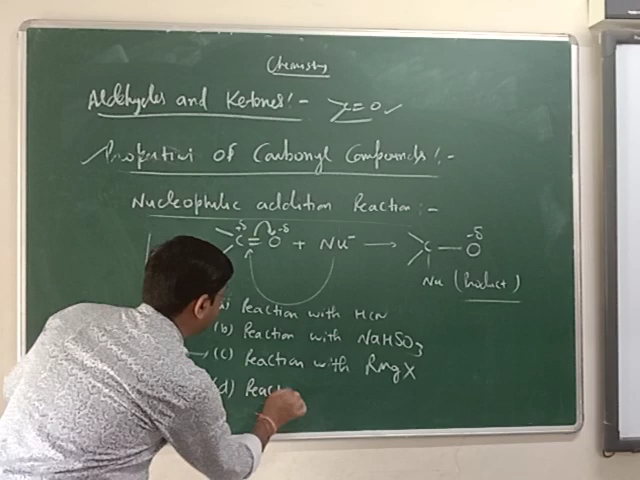 Chemistry
Aldehydes and Ketones:- >=O
Properties of Carbonyl Compounds:-
Nucleophilic addition Reaction:-
+δ -δ
C=O + Nu⁻ → C—O -δ
Nu (Product)
(a) Reaction with HCN
(b) Reaction with NaHSO3
→ (c) Reaction with RMgX
(d) React